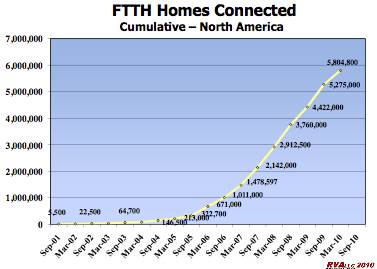 FTTH Homes Connected
Cumulative – North America
7,000,000
6,000,000
5,000,000
4,000,000
3,000,000
2,000,000
1,000,000
0
5,804,800
5,275,000
4,422,000
3,760,000
2,912,500
2,142,000
1,478,597
1,011,000
671,000
322,700
213,000
146,500
64,700
22,500
5,500
Sep-01
Mar-02
Sep-02
Mar-03
Sep-03
Mar-04
Sep-04
Mar-05
Sep-05
Mar-06
Sep-06
Mar-07
Sep-07
Mar-08
Sep-08
Mar-09
Sep-09
Mar-10
Sep-10
RVA LLC 2010